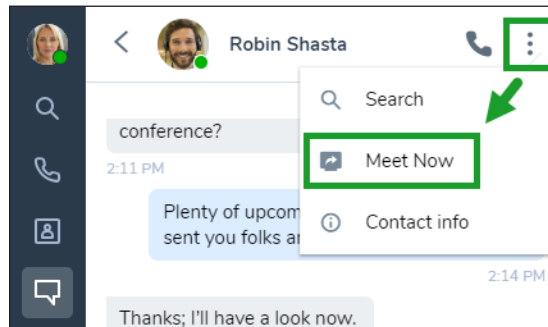 Robin Shasta
Search
conference?
Meet Now
2:11 PM
Plenty of upcom
sent you folks
Contact info
2:14 PM
Thanks; I'll have a look now.